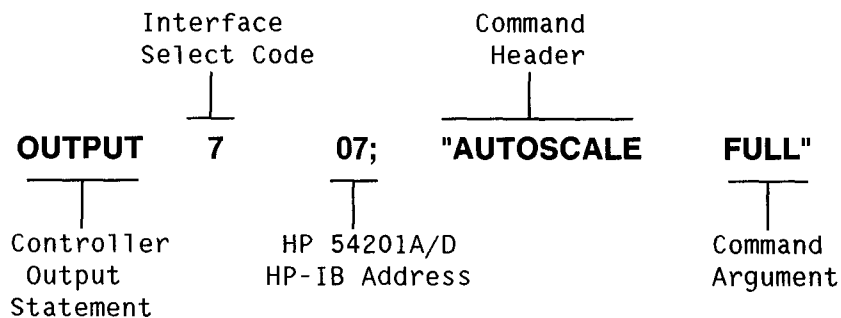 Interface
Select Code
Command
Header
OUTPUT 7 07; "AUTOSCALE FULL"
Controller
Output
Statement
HP 54201A/D
HP-IB Address
Command
Argument